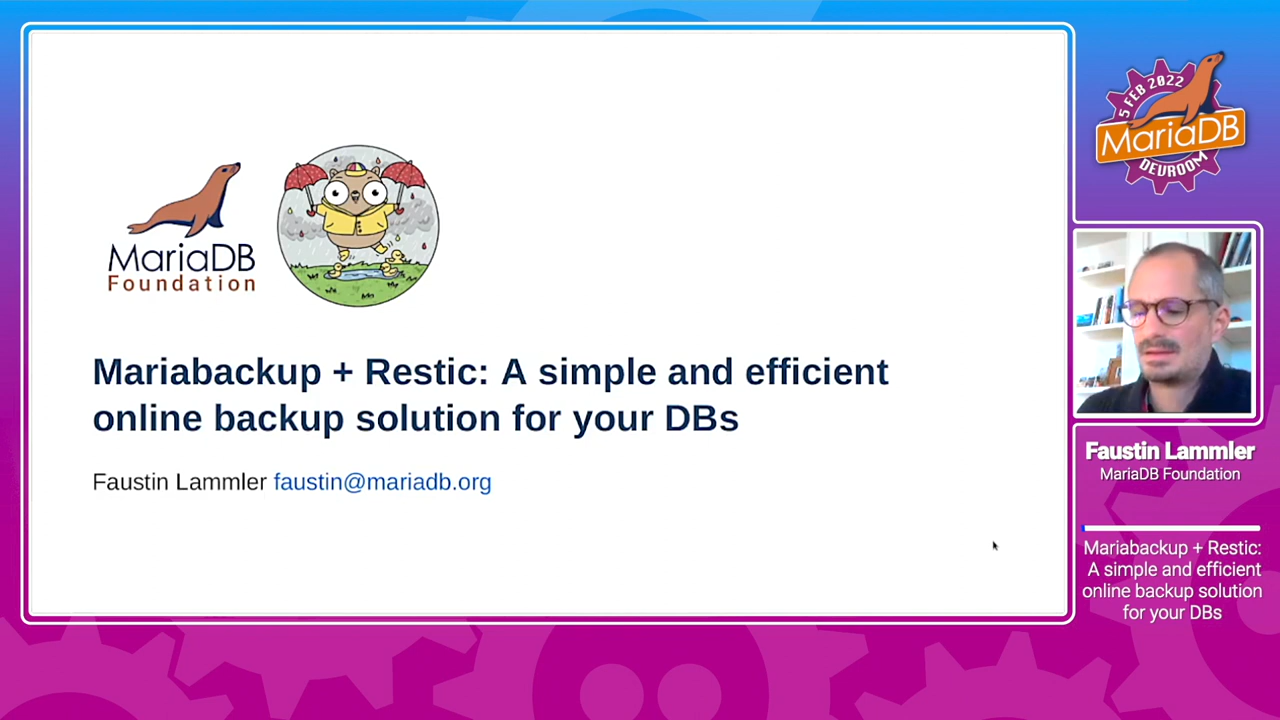 MariaDB
Foundation
Mariabackup + Restic: A simple and efficient
online backup solution for your DBs
Faustin Lammler faustin@mariadb.org
5 FEB 2022
MariaDB
DEVROOM
Faustin Lammler
MariaDB Foundation
Mariabackup + Restic:
A simple and efficient
online backup solution
for your DBs